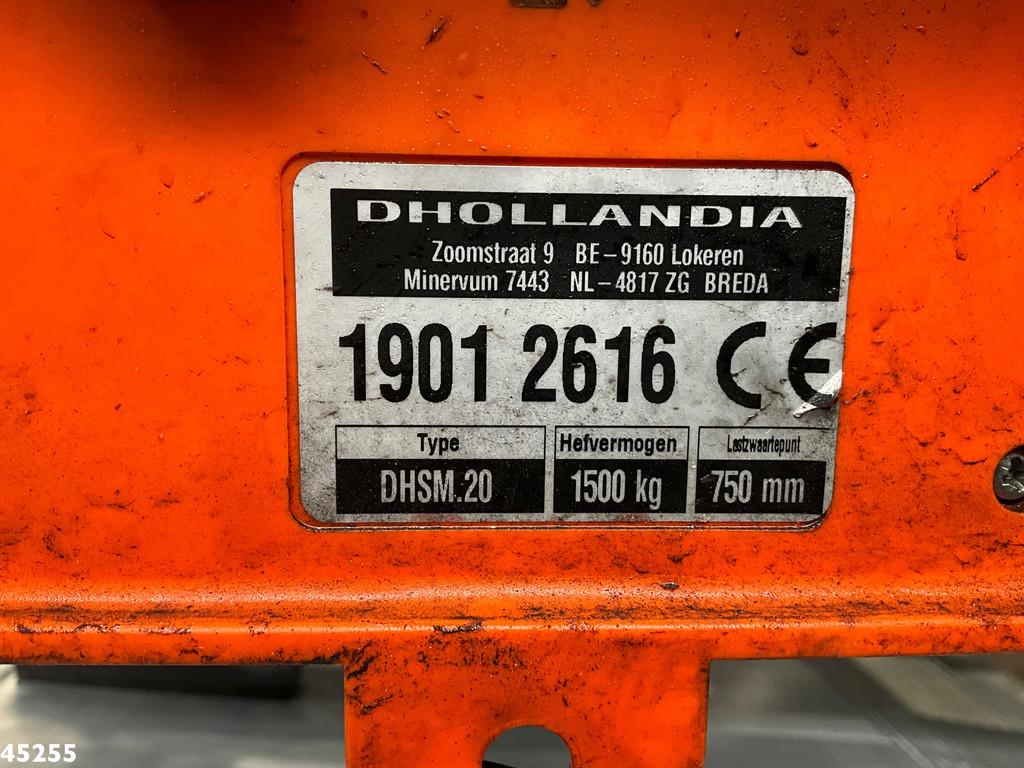 DHOLLANDIA
Zoomstraat 9 BE-9160 Lokeren
Minervum 7443 NL-4817 ZG BREDA
1901 2616 CE
Type Hefvermogen Lastzwaartepunt
DHSM.20 1500 kg 750 mm
45255